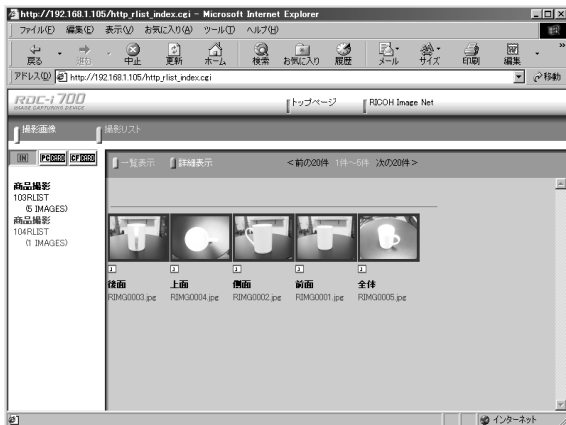 http://192.168.1.105/http_rlist_index.cgi - Microsoft Internet Explorer
ファイル(F) 編集(E) 表示(V) お気に入り(A) ツール(T) ヘルプ(H)
戻る 進む 中止 更新 ホーム 検索 お気に入り 履歴 メール サイズ 印刷 編集 »
アドレス(D) http://192.168.1.105/http_rlist_index.cgi 移動
RDC-i 700
IMAGE CAPTURING DEVICE
トップページ RICOH Image Net
撮影画像 撮影リスト
IN PC CARD CF CARD
一覧表示 詳細表示 <前の20件 1件〜5件 次の20件>
商品撮影
103RLIST
(5 IMAGES)
商品撮影
104RLIST
(1 IMAGES)
後面 上面 側面 前面 全体
RIMG0003.jpg RIMG0004.jpg RIMG0002.jpg RIMG0001.jpg RIMG0005.jpg
インターネット